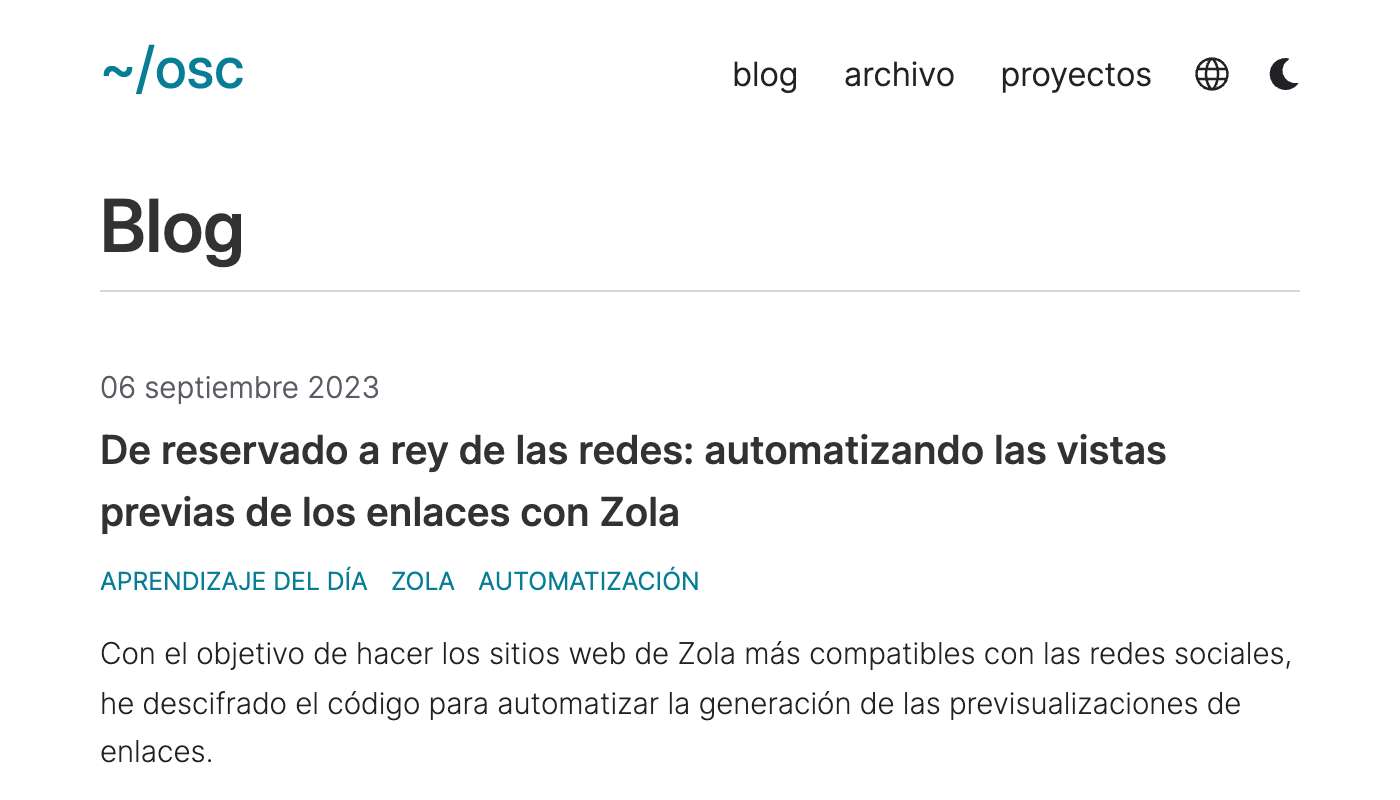 ~/osc
blog archivo proyectos
Blog
06 septiembre 2023
De reservado a rey de las redes: automatizando las vistas
previas de los enlaces con Zola
APRENDIZAJE DEL DÍA ZOLA AUTOMATIZACIÓN
Con el objetivo de hacer los sitios web de Zola más compatibles con las redes sociales,
he descifrado el código para automatizar la generación de las previsualizaciones de
enlaces.